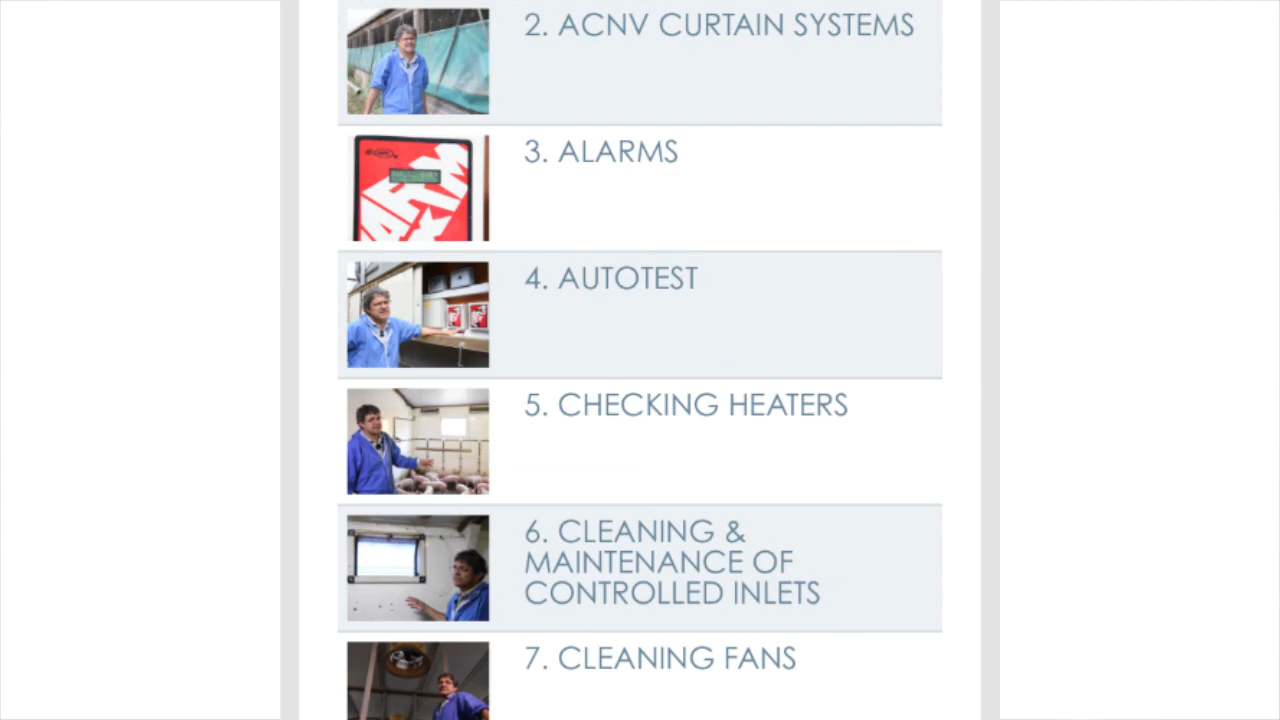 2. ACNV CURTAIN SYSTEMS
3. ALARMS
4. AUTOTEST
5. CHECKING HEATERS
6. CLEANING &
MAINTENANCE OF
CONTROLLED INLETS
7. CLEANING FANS